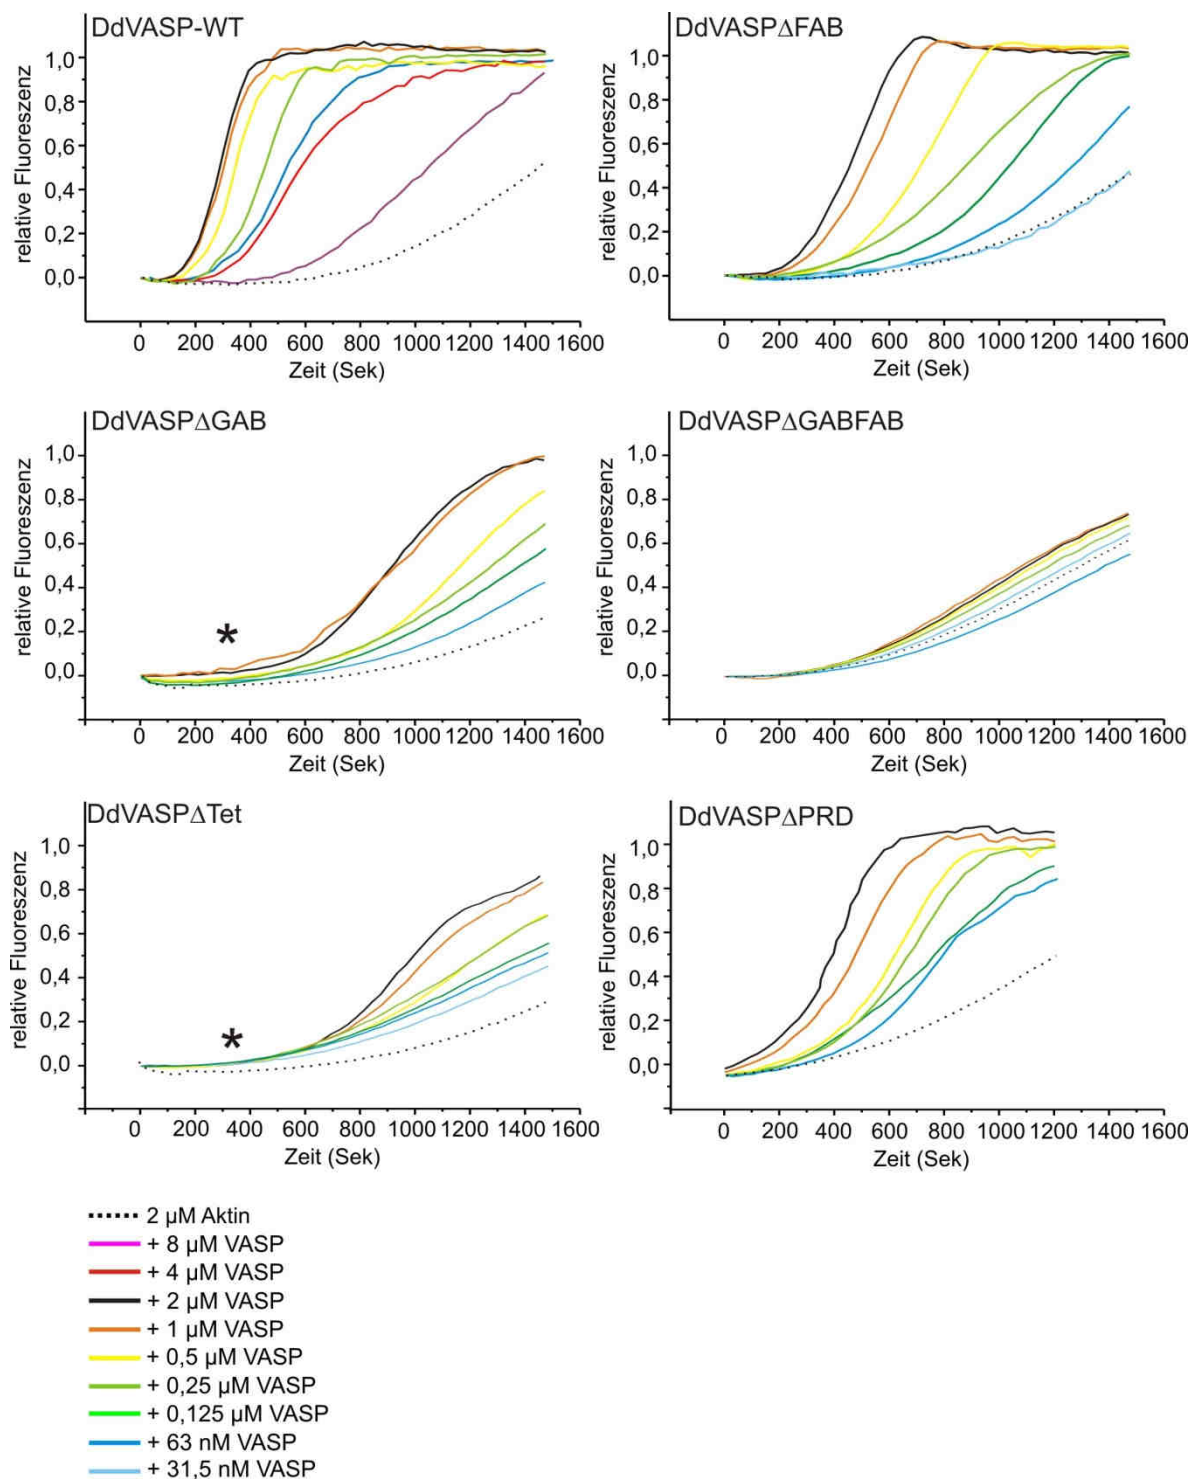 DdVASP-WT
relative Fluoreszenz
1,0
0,8
0,6
0,4
0,2
0,0
0 200 400 600 800 1000 1200 1400 1600
Zeit (Sek)
DdVASPΔFAB
relative Fluoreszenz
1,0
0,8
0,6
0,4
0,2
0,0
0 200 400 600 800 1000 1200 1400 1600
Zeit (Sek)
DdVASPΔGAB
relative Fluoreszenz
1,0
0,8
0,6
0,4
0,2
0,0
*
0 200 400 600 800 1000 1200 1400 1600
Zeit (Sek)
DdVASPΔGABFAB
relative Fluoreszenz
1,0
0,8
0,6
0,4
0,2
0,0
0 200 400 600 800 1000 1200 1400 1600
Zeit (Sek)
DdVASPΔTet
relative Fluoreszenz
1,0
0,8
0,6
0,4
0,2
0,0
*
0 200 400 600 800 1000 1200 1400 1600
Zeit (Sek)
DdVASPΔPRD
relative Fluoreszenz
1,0
0,8
0,6
0,4
0,2
0,0
0 200 400 600 800 1000 1200 1400 1600
Zeit (Sek)
2 µM Aktin
+ 8 µM VASP
+ 4 µM VASP
+ 2 µM VASP
+ 1 µM VASP
+ 0,5 µM VASP
+ 0,25 µM VASP
+ 0,125 µM VASP
+ 63 nM VASP
+ 31,5 nM VASP